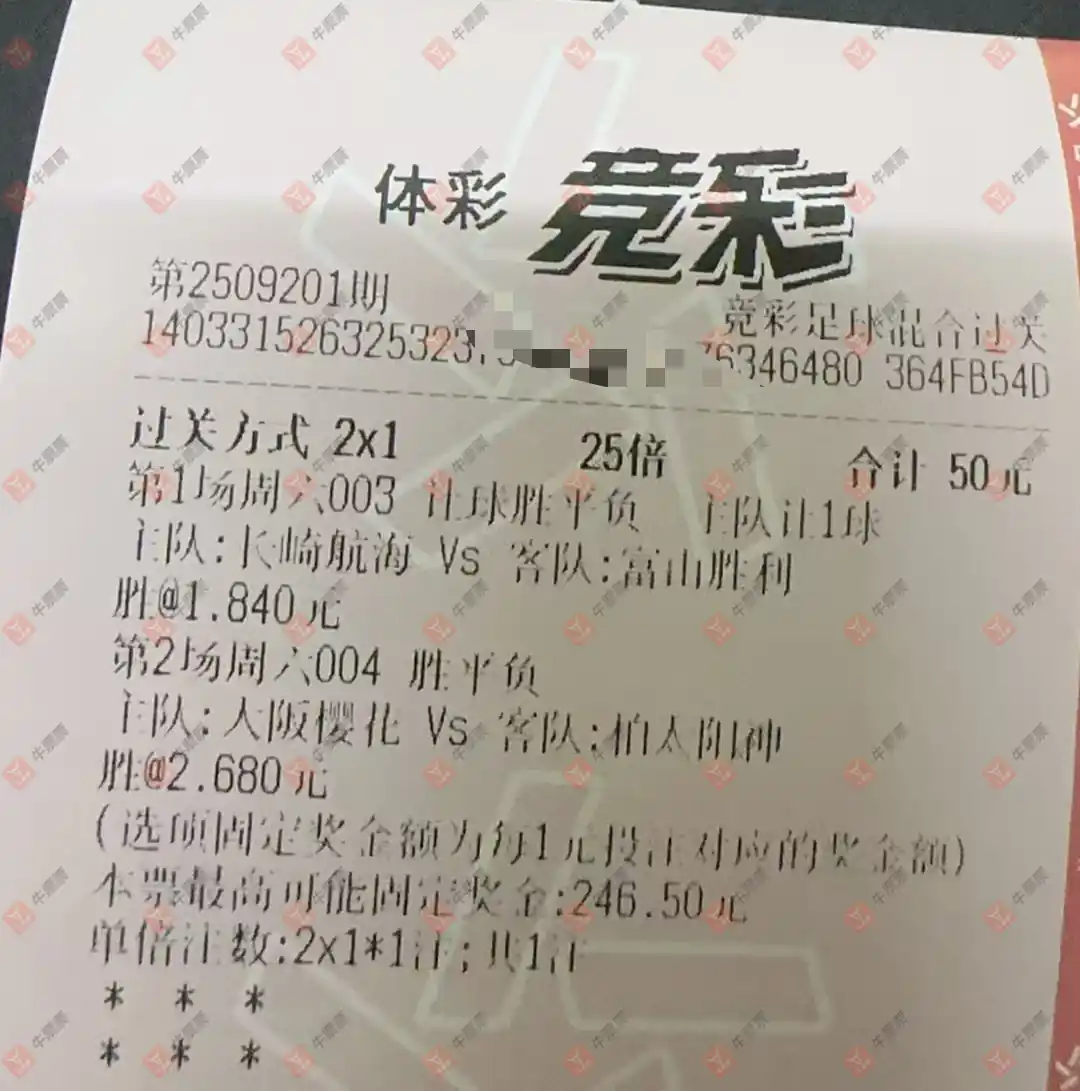 体彩 竞彩
第2509201期
竞彩足球混合过关
140331526325323 76346480 364FB54D
过关方式 2x1 25倍 合计 50元
第1场周六003 让球胜平负 主队让1球
主队:长崎航海 Vs 客队:富山胜利
胜@1.840元
第2场周六004 胜平负
主队:大阪樱花 Vs 客队:柏太阳神
胜@2.680元
(选项固定奖金额为每1元投注对应的奖金额)
本票最高可能固定奖金:246.50元
单倍注数:2x1*1注;共1注
* * *
* * *